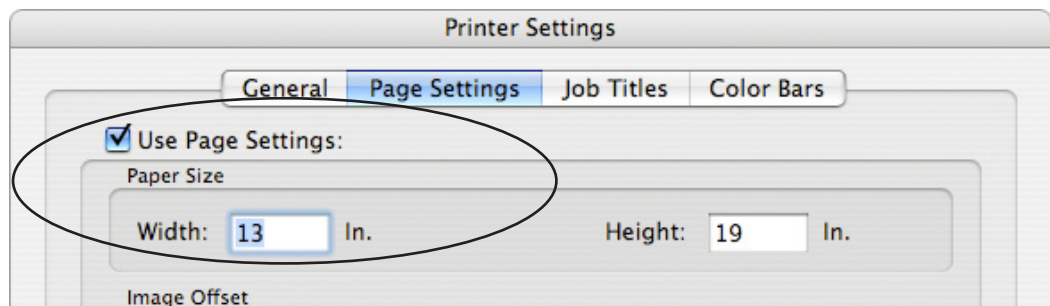 Printer Settings
General Page Settings Job Titles Color Bars
Use Page Settings:
Paper Size
Width: 13 In. Height: 19 In.
Image Offset